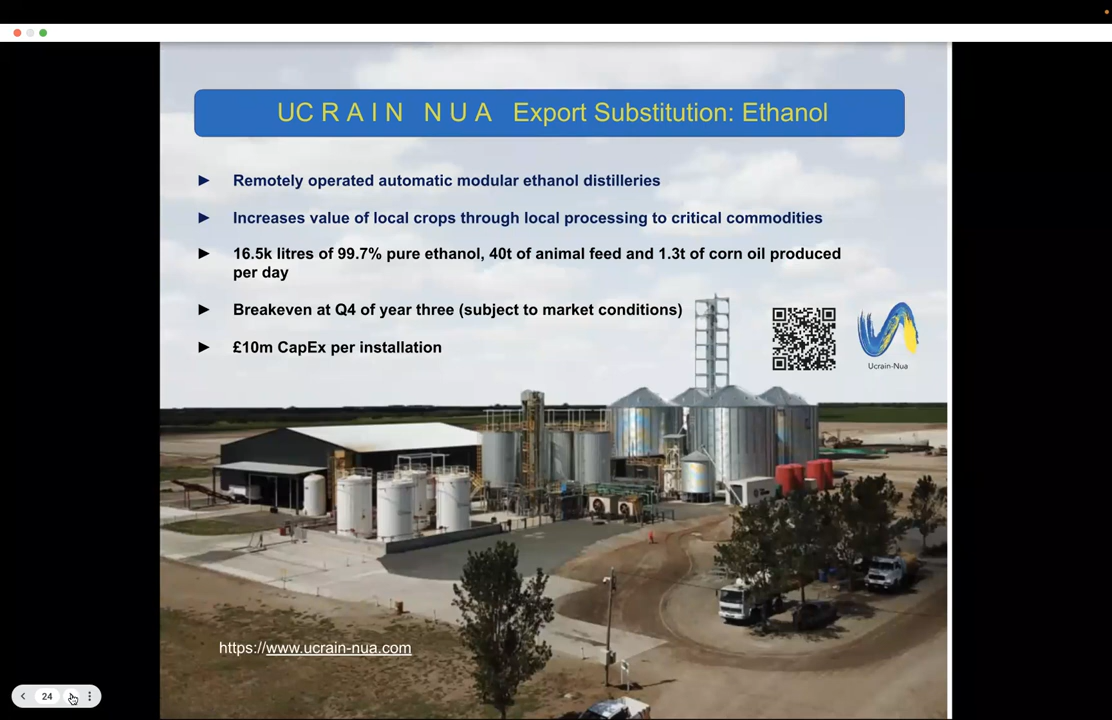 UC R A I N N U A Export Substitution: Ethanol
► Remotely operated automatic modular ethanol distilleries
► Increases value of local crops through local processing to critical commodities
► 16.5k litres of 99.7% pure ethanol, 40t of animal feed and 1.3t of corn oil produced
per day
► Breakeven at Q4 of year three (subject to market conditions)
► £10m CapEx per installation
Ucrain-Nua
https://www.ucrain-nua.com
24